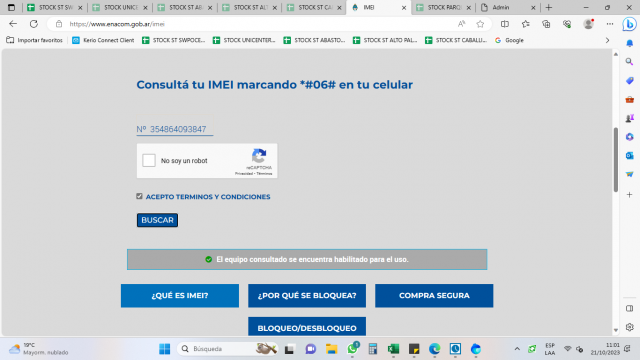 STOCK ST SWP
STOCK UNICE
STOCK ST AB
STOCK ST ALT
STOCK ST CA
IMEI
STOCK PARQ
Admin
https://www.enacom.gob.ar/imei
Importar favoritos
Kerio Connect Client
STOCK ST SWPOCE...
STOCK UNICENTER...
STOCK ST ABASTO...
STOCK ST ALTO PAL...
STOCK ST CABALLI...
Google
Consultá tu IMEI marcando *#06# en tu celular
Nº 354864093847
No soy un robot
reCAPTCHA
Privacidad - Términos
ACEPTO TERMINOS Y CONDICIONES
BUSCAR
El equipo consultado se encuentra habilitado para el uso.
¿QUÉ ES IMEI?
¿POR QUÉ SE BLOQUEA?
COMPRA SEGURA
BLOQUEO/DESBLOQUEO
19°C
Mayorm. nublado
Búsqueda
ESP
LAA
11:01
21/10/2023